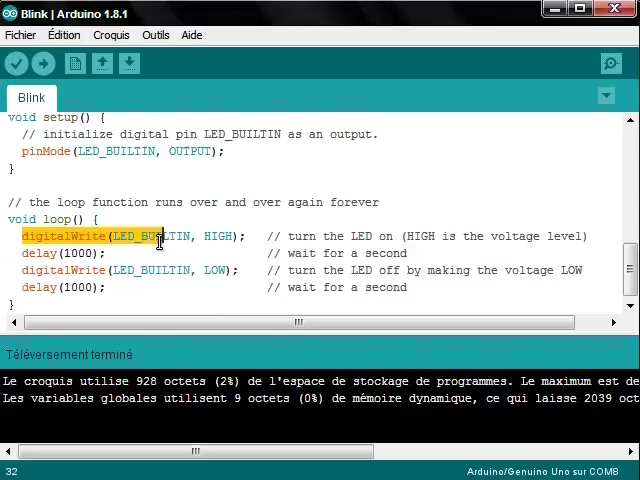 Blink | Arduino 1.8.1
Fichier Édition Croquis Outils Aide
Blink
void setup() {
// initialize digital pin LED_BUILTIN as an output.
pinMode(LED_BUILTIN, OUTPUT);
}
// the loop function runs over and over again forever
void loop() {
digitalWrite(LED_BUILTIN, HIGH); // turn the LED on (HIGH is the voltage level)
delay(1000); // wait for a second
digitalWrite(LED_BUILTIN, LOW); // turn the LED off by making the voltage LOW
delay(1000); // wait for a second
}
Téléversement terminé
Le croquis utilise 928 octets (2%) de l'espace de stockage de programmes. Le maximum est de
Les variables globales utilisent 9 octets (0%) de mémoire dynamique, ce qui laisse 2039 oct
32 Arduino/Genuino Uno sur COM8